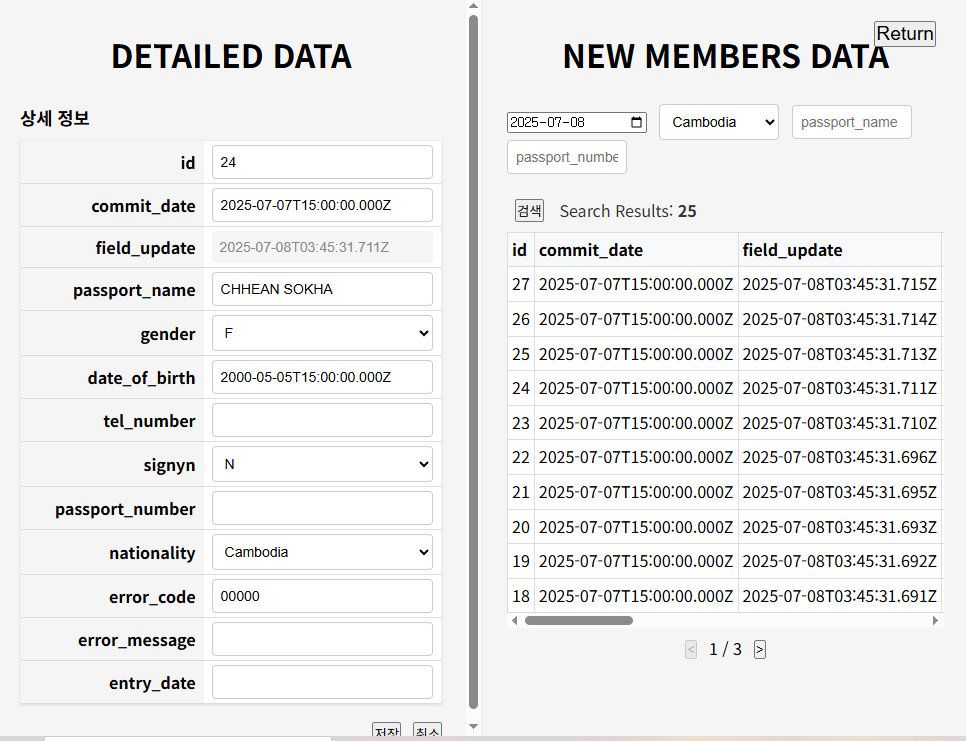 DETAILED DATA
상세 정보
id 24
commit_date 2025-07-07T15:00:00.000Z
field_update 2025-07-08T03:45:31.711Z
passport_name CHHEAN SOKHA
gender F
date_of_birth 2000-05-05T15:00:00.000Z
tel_number
signyn N
passport_number
nationality Cambodia
error_code 00000
error_message
entry_date
저장 취소
Return
NEW MEMBERS DATA
2025-07-08 Cambodia passport_name
passport_numbe
검색 Search Results: 25
id commit_date field_update
27 2025-07-07T15:00:00.000Z 2025-07-08T03:45:31.715Z
26 2025-07-07T15:00:00.000Z 2025-07-08T03:45:31.714Z
25 2025-07-07T15:00:00.000Z 2025-07-08T03:45:31.713Z
24 2025-07-07T15:00:00.000Z 2025-07-08T03:45:31.711Z
23 2025-07-07T15:00:00.000Z 2025-07-08T03:45:31.710Z
22 2025-07-07T15:00:00.000Z 2025-07-08T03:45:31.696Z
21 2025-07-07T15:00:00.000Z 2025-07-08T03:45:31.695Z
20 2025-07-07T15:00:00.000Z 2025-07-08T03:45:31.693Z
19 2025-07-07T15:00:00.000Z 2025-07-08T03:45:31.692Z
18 2025-07-07T15:00:00.000Z 2025-07-08T03:45:31.691Z
< 1 / 3 >